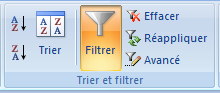 A Z
Z A
A Z
Z A
Trier
Filtrer
Effacer
Réappliquer
Avancé
Trier et filtrer